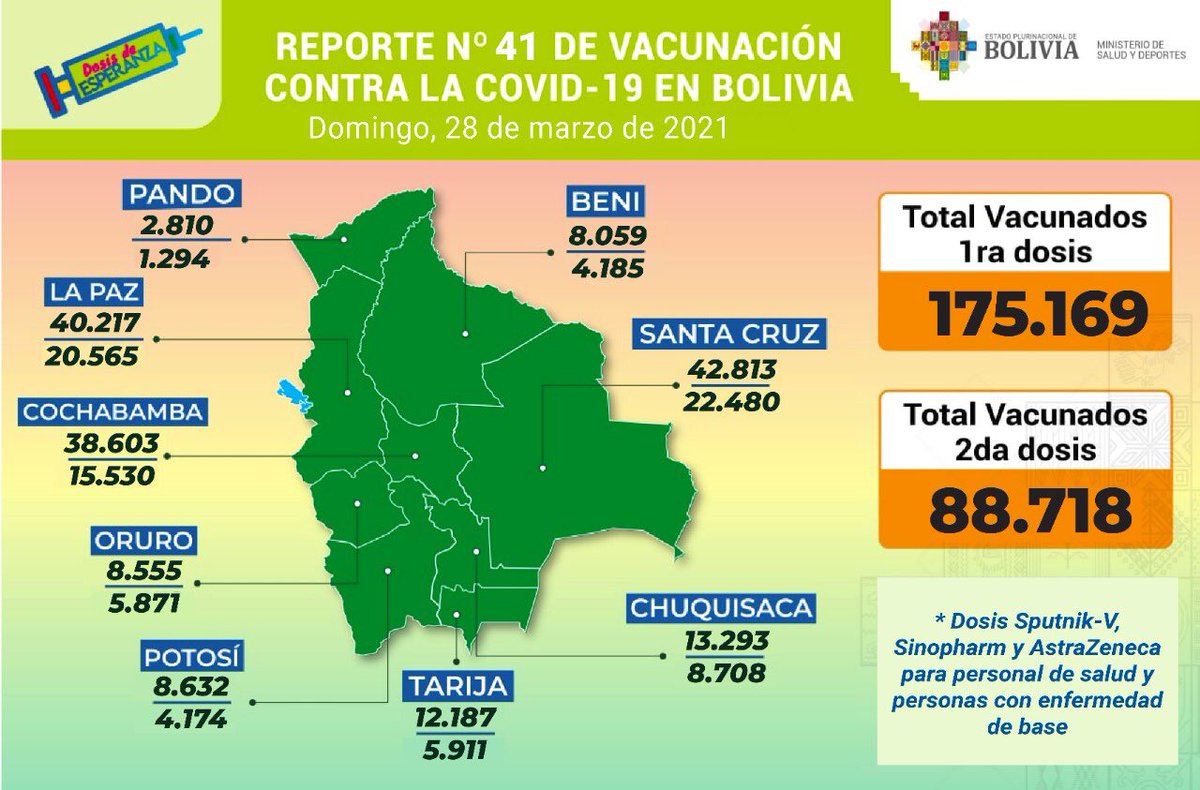 Dosis de
ESPERANZA
REPORTE Nº 41 DE VACUNACIÓN
CONTRA LA COVID-19 EN BOLIVIA
Domingo, 28 de marzo de 2021
ESTADO PLURINACIONAL DE
BOLIVIA
MINISTERIO DE
SALUD Y DEPORTES
PANDO
2.810
1.294
BENI
8.059
4.185
LA PAZ
40.217
20.565
SANTA CRUZ
42.813
22.480
COCHABAMBA
38.603
15.530
ORURO
8.555
5.871
CHUQUISACA
13.293
8.708
POTOSÍ
8.632
4.174
TARIJA
12.187
5.911
Total Vacunados
1ra dosis
175.169
Total Vacunados
2da dosis
88.718
* Dosis Sputnik-V,
Sinopharm y AstraZeneca
para personal de salud y
personas con enfermedad
de base